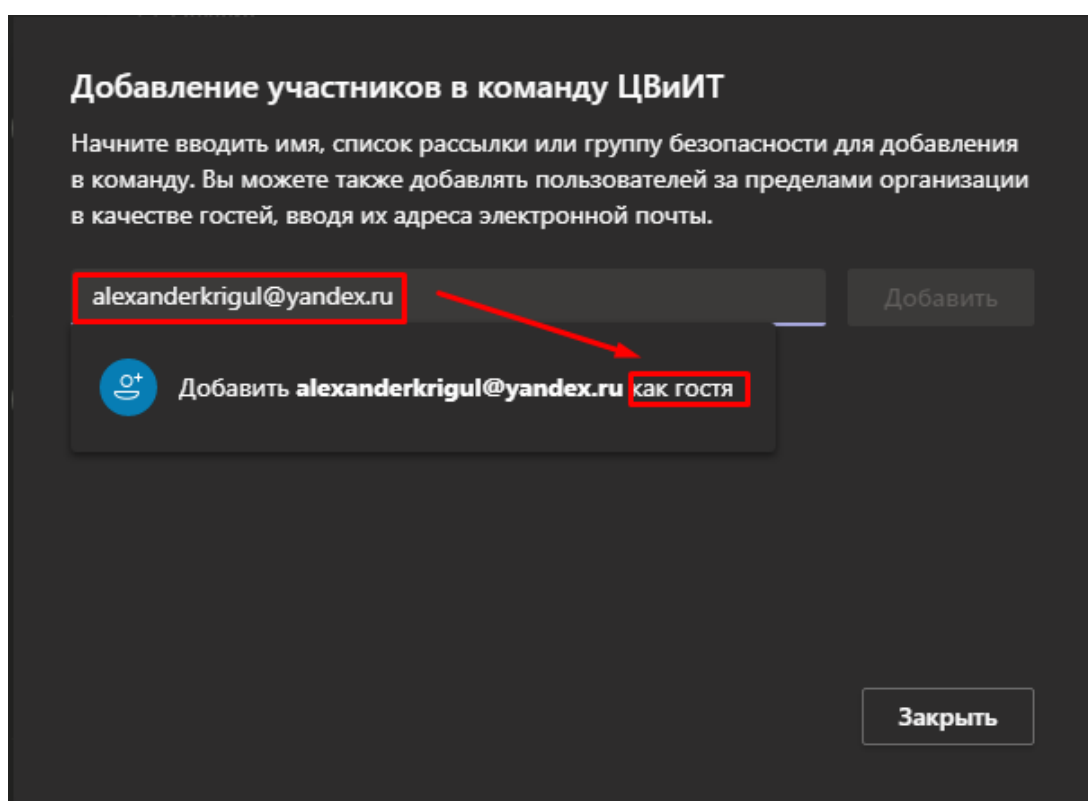 Добавление участников в команду ЦВиИТ
Начните вводить имя, список рассылки или группу безопасности для добавления
в команду. Вы можете также добавлять пользователей за пределами организации
в качестве гостей, вводя их адреса электронной почты.
alexanderkrigul@yandex.ru
Добавить
Добавить alexanderkrigul@yandex.ru как гостя
Закрыть